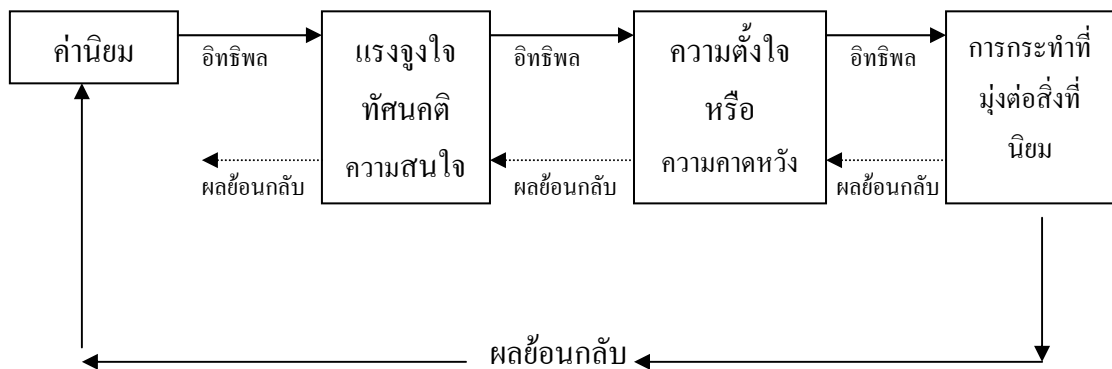 ค่านิยม
อิทธิพล
แรงจูงใจ
ทัศนคติ
ความสนใจ
อิทธิพล
ความตั้งใจ
หรือ
ความคาดหวัง
อิทธิพล
การกระทำที่
มุ่งต่อสิ่งที่
นิยม
ผลย้อนกลับ
ผลย้อนกลับ
ผลย้อนกลับ
ผลย้อนกลับ